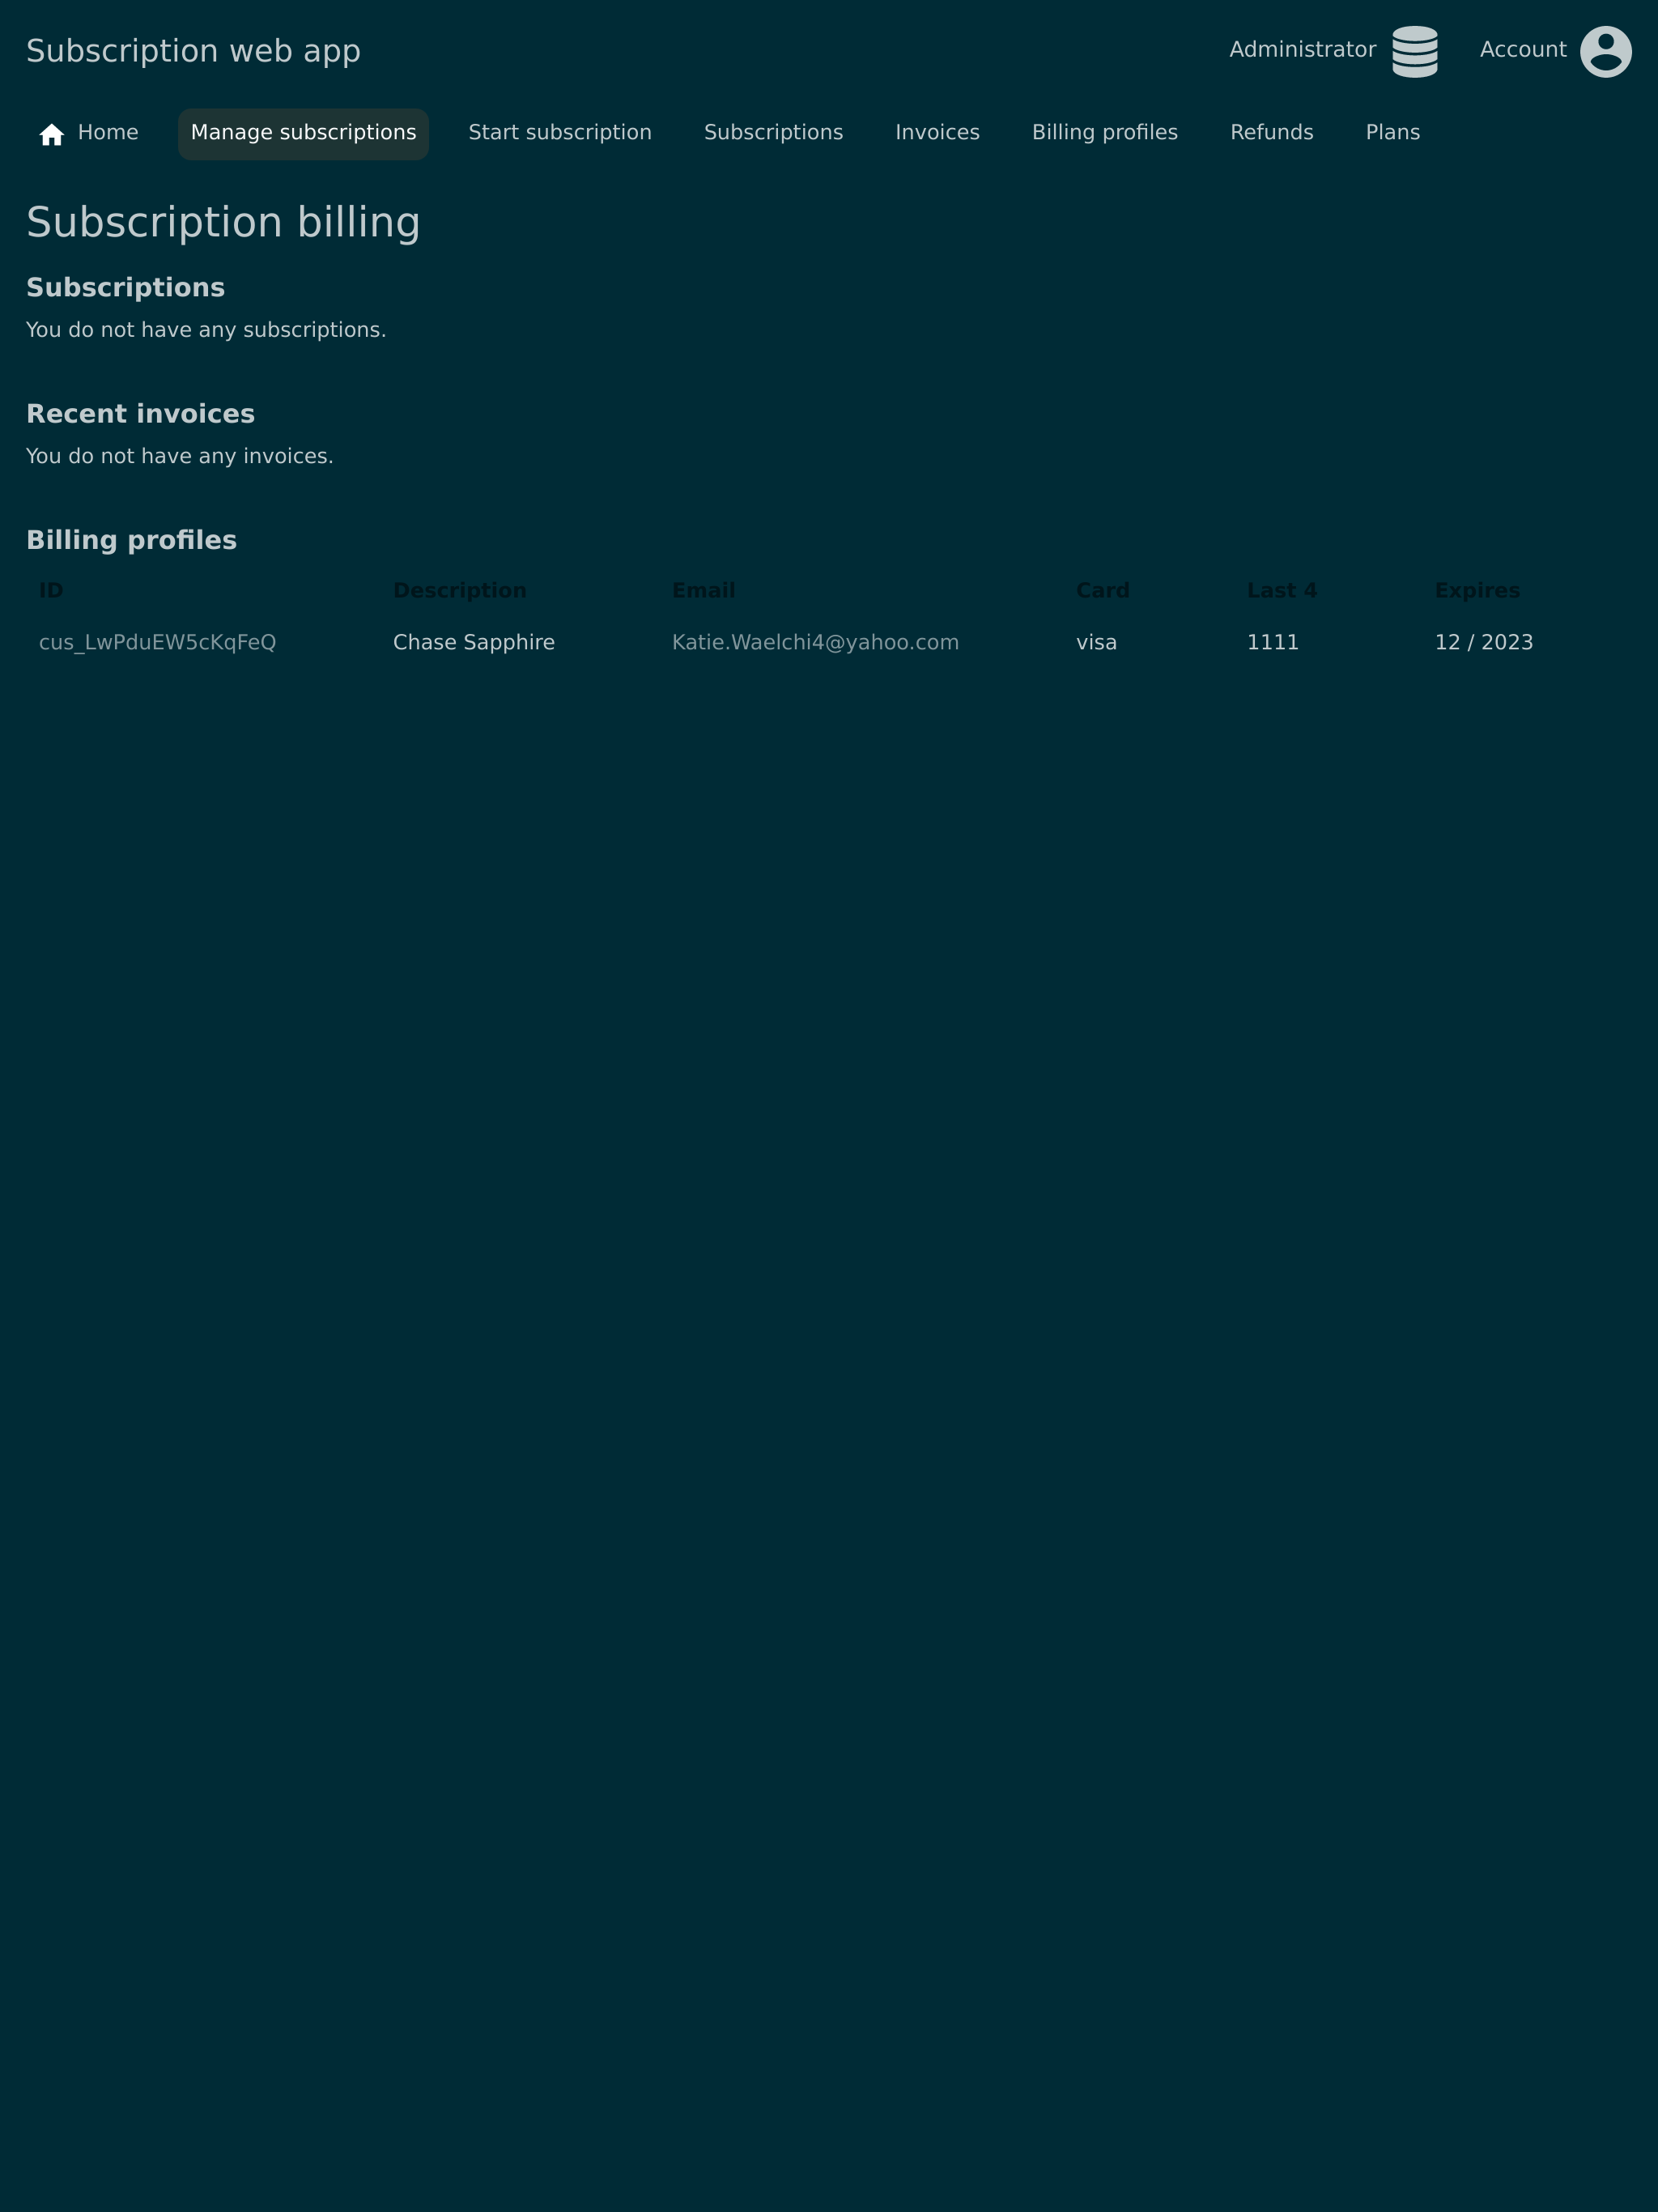 Subscription web app
Administrator Account
Home Manage subscriptions Start subscription Subscriptions Invoices Billing profiles Refunds Plans
Subscription billing
Subscriptions
You do not have any subscriptions.
Recent invoices
You do not have any invoices.
Billing profiles
ID Description Email Card Last 4 Expires
cus_LwPduEW5cKqFeQ Chase Sapphire Katie.Waelchi4@yahoo.com visa 1111 12 / 2023